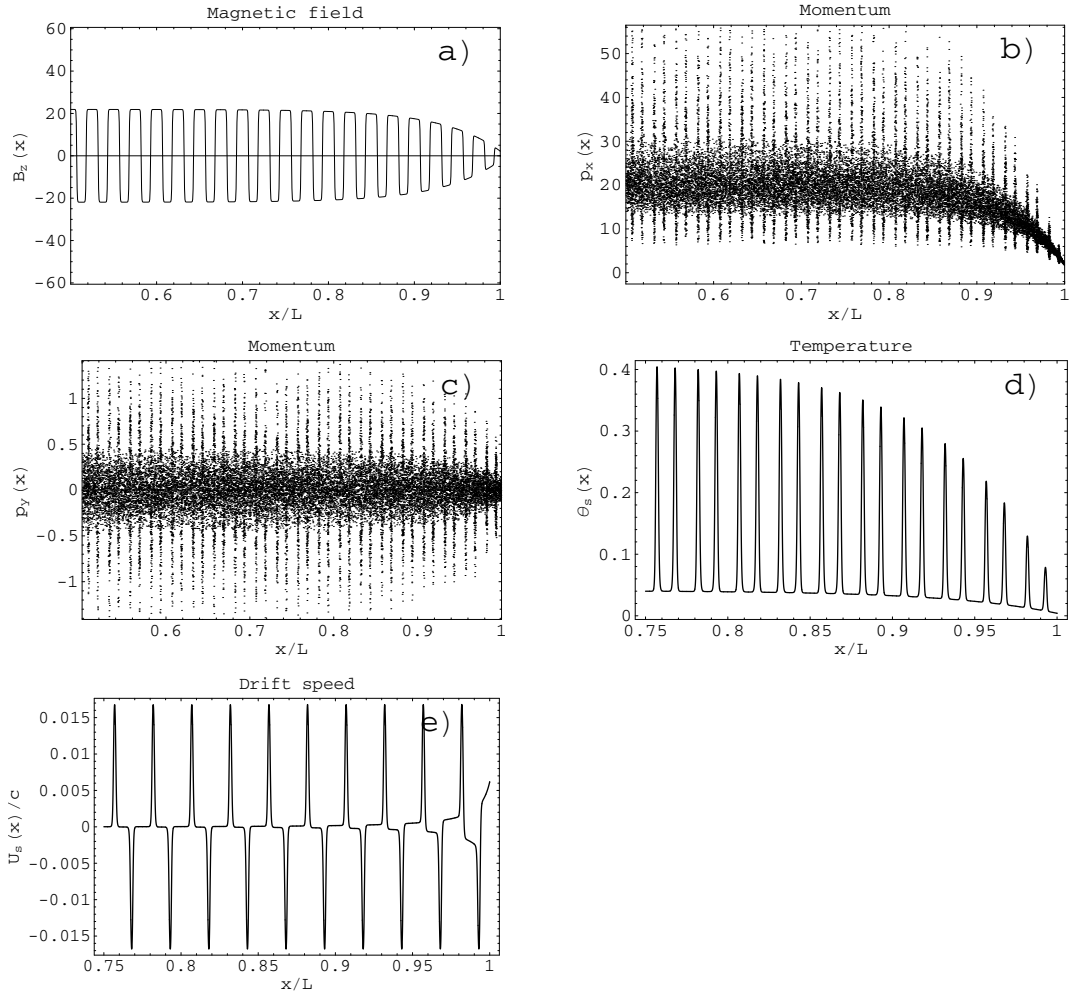 Magnetic field
a)
60
40
20
0
−20
−40
−60
B_z(x)
0.6 0.7 0.8 0.9 1
x/L
Momentum
b)
50
40
30
20
10
0
p_x(x)
0.6 0.7 0.8 0.9 1
x/L
Momentum
c)
1
0.5
0
−0.5
−1
p_y(x)
0.6 0.7 0.8 0.9 1
x/L
Temperature
d)
0.4
0.3
0.2
0.1
0
θ_s(x)
0.75 0.8 0.85 0.9 0.95 1
x/L
Drift speed
e)
0.015
0.01
0.005
0
−0.005
−0.01
−0.015
U_s(x)/c
0.75 0.8 0.85 0.9 0.95 1
x/L